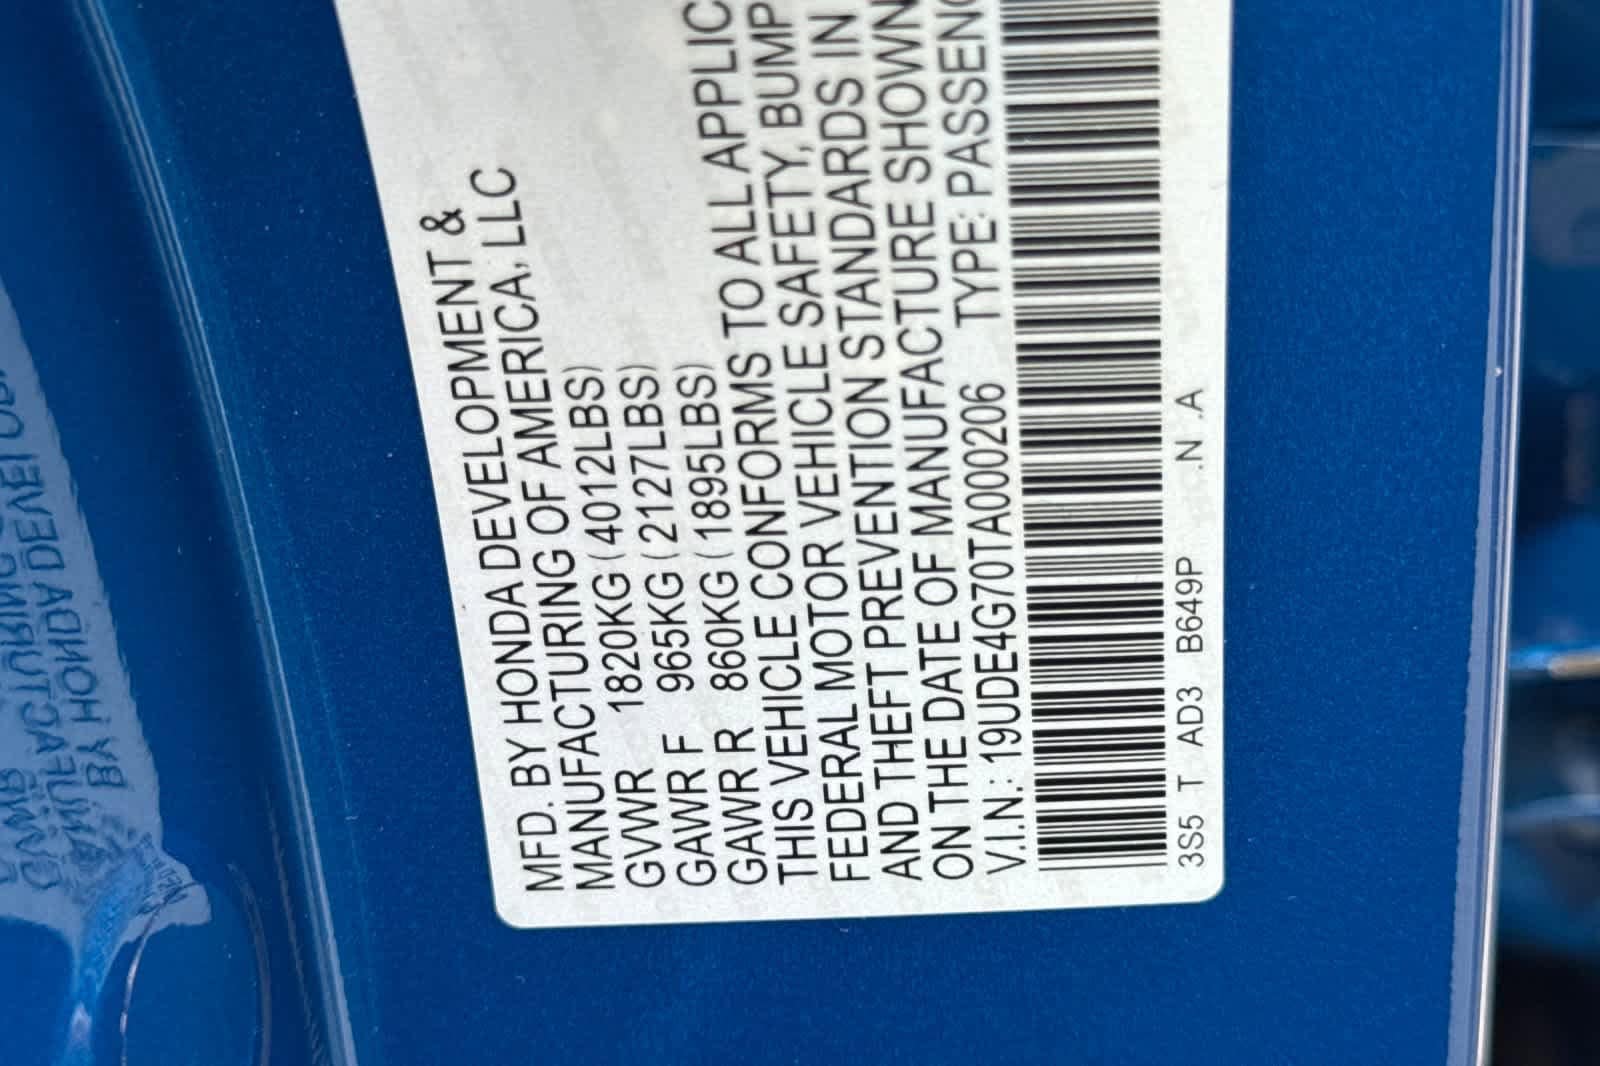 MFD. BY HONDA DEVELOPMENT &
MANUFACTURING OF AMERICA, LLC
GVWR 1820KG (4012LBS)
GAWR F 965KG (2127LBS)
GAWR R 860KG (1895LBS)
THIS VEHICLE CONFORMS TO ALL APPLIC
FEDERAL MOTOR VEHICLE SAFETY, BUMP
AND THEFT PREVENTION STANDARDS IN
ON THE DATE OF MANUFACTURE SHOWN
V.I.N.: 19UDE4G70TA000206 TYPE: PASSENG
3S5 T AD3 B649P .N .A